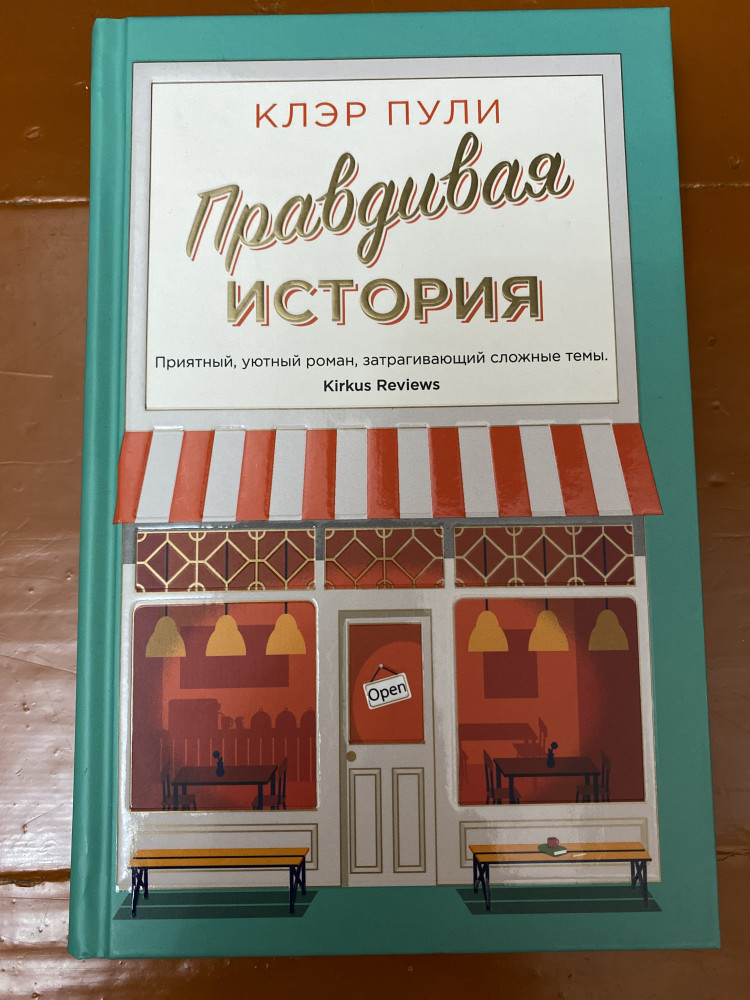 КЛЭР ПУЛИ
Правдивая
ИСТОРИЯ
Приятный, уютный роман, затрагивающий сложные темы.
Kirkus Reviews
Open